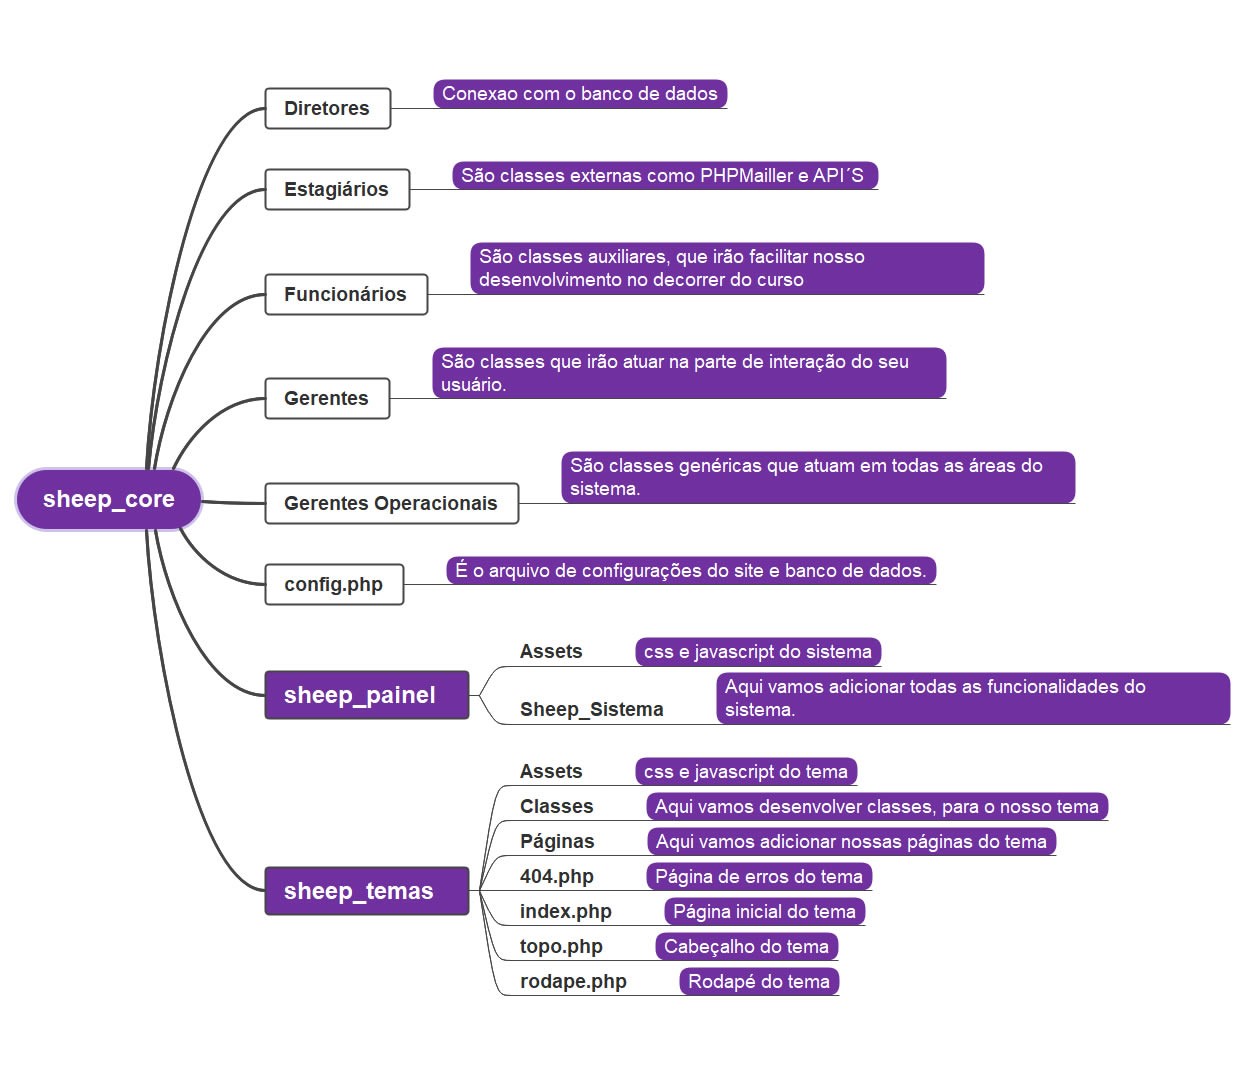 Diretores
Conexao com o banco de dados
Estagiários
São classes externas como PHPMailler e API´S
Funcionários
São classes auxiliares, que irão facilitar nosso
desenvolvimento no decorrer do curso
Gerentes
São classes que irão atuar na parte de interação do seu
usuário.
sheep_core
Gerentes Operacionais
São classes genéricas que atuam em todas as áreas do
sistema.
config.php
É o arquivo de configurações do site e banco de dados.
sheep_painel
Assets
css e javascript do sistema
Sheep_Sistema
Aqui vamos adicionar todas as funcionalidades do
sistema.
sheep_temas
Assets
css e javascript do tema
Classes
Aqui vamos desenvolver classes, para o nosso tema
Páginas
Aqui vamos adicionar nossas páginas do tema
404.php
Página de erros do tema
index.php
Página inicial do tema
topo.php
Cabeçalho do tema
rodape.php
Rodapé do tema